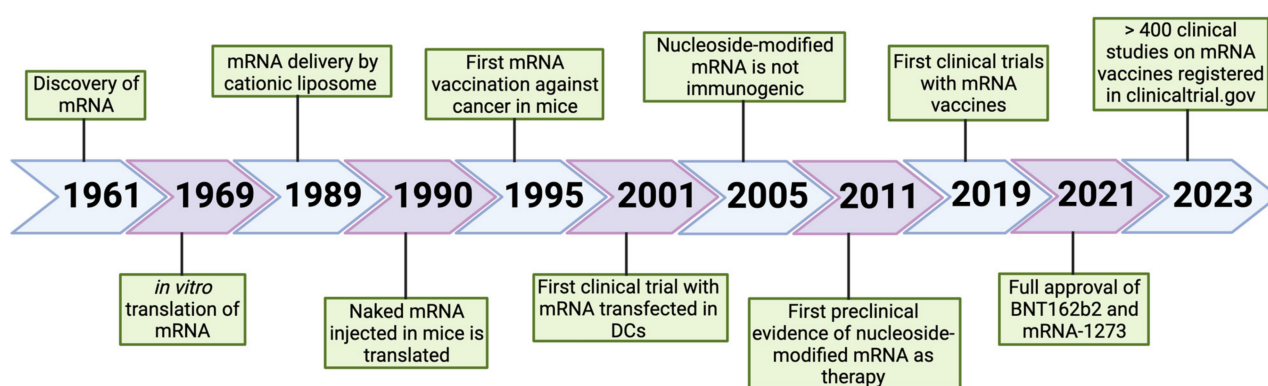 Discovery of
mRNA
mRNA delivery by
cationic liposome
First mRNA
vaccination against
cancer in mice
Nucleoside-modified
mRNA is not
immunogenic
First clinical trials
with mRNA
vaccines
> 400 clinical
studies on mRNA
vaccines registered
in clinicaltrial.gov
1961
1969
1989
1990
1995
2001
2005
2011
2019
2021
2023
in vitro
translation of
mRNA
Naked mRNA
injected in mice is
translated
First clinical trial with
mRNA transfected in
DCs
First preclinical
evidence of nucleoside-
modified mRNA as
therapy
Full approval of
BNT162b2 and
mRNA-1273